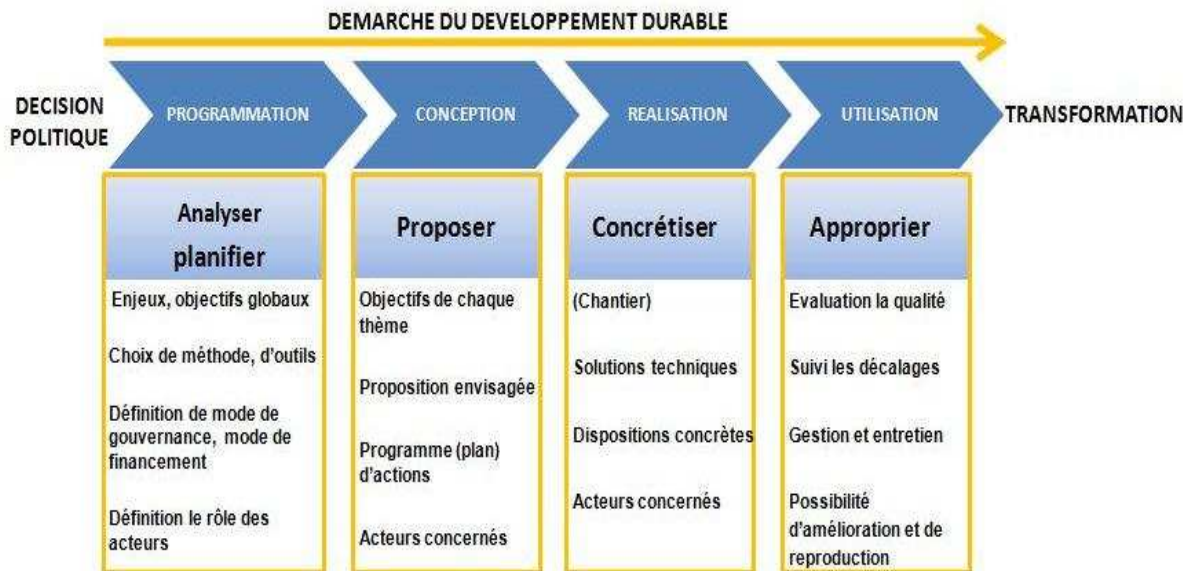 DEMARCHE DU DEVELOPPEMENT DURABLE
DECISION
POLITIQUE
PROGRAMMATION
CONCEPTION
REALISATION
UTILISATION
TRANSFORMATION
Analyser
planifier
Enjeux, objectifs globaux
Choix de méthode, d'outils
Définition de mode de
gouvernance, mode de
financement
Définition le rôle des
acteurs
Proposer
Objectifs de chaque
thème
Proposition envisagée
Programme (plan)
d'actions
Acteurs concernés
Concrétiser
(Chantier)
Solutions techniques
Dispositions concrètes
Acteurs concernés
Approprier
Evaluation la qualité
Suivi les décalages
Gestion et entretien
Possibilité
d'amélioration et de
reproduction